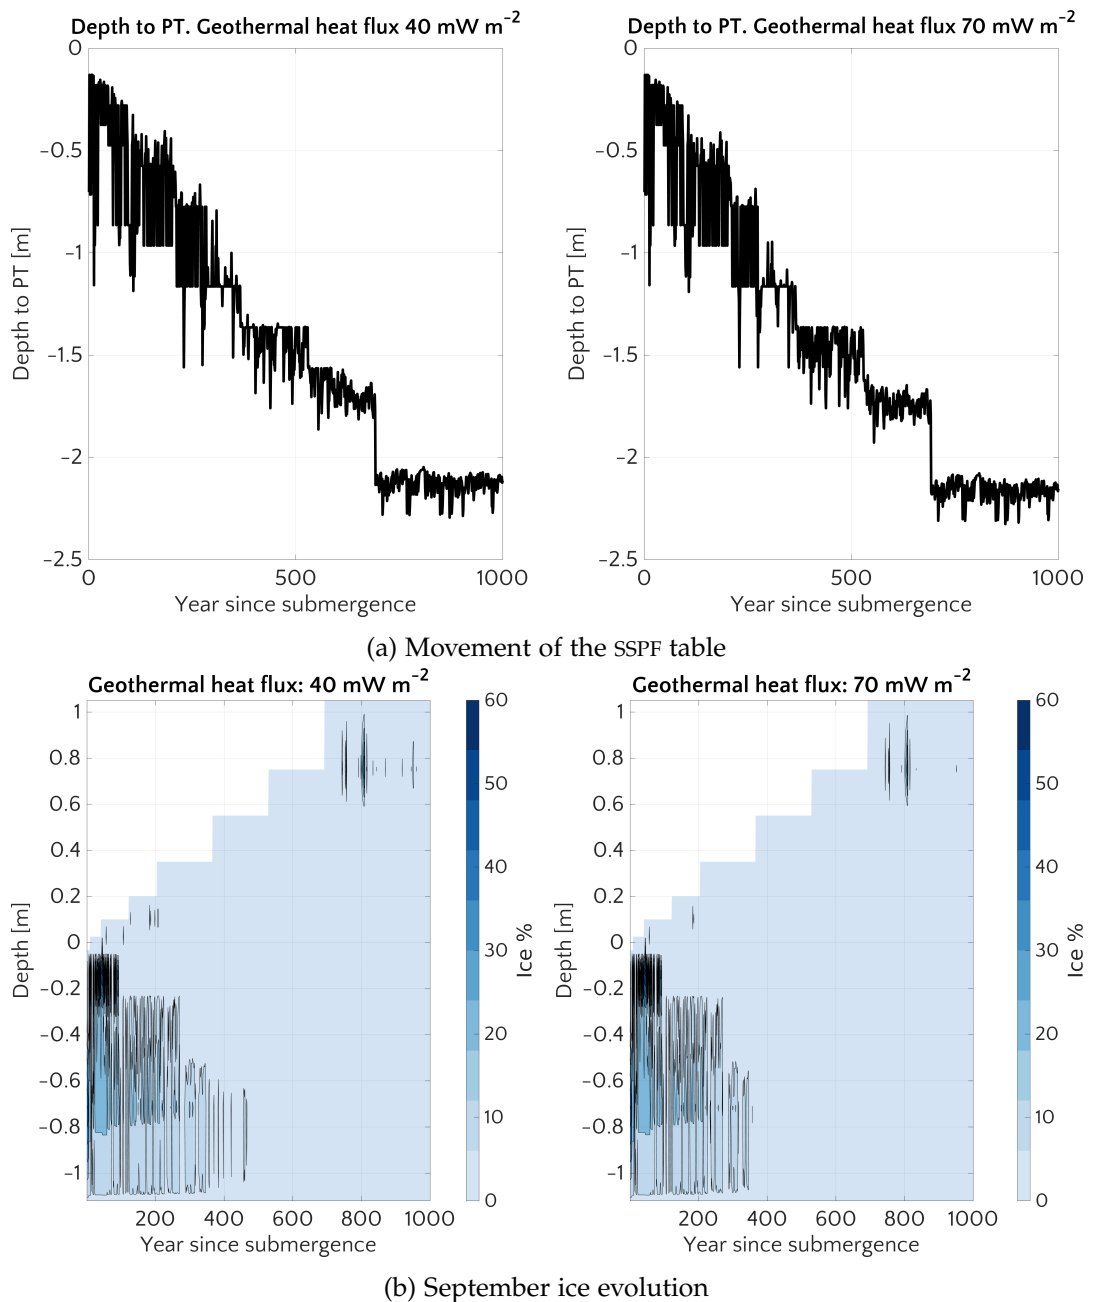 Depth to PT. Geothermal heat flux 40 mW m−2
Depth to PT [m]
0
−0.5
−1
−1.5
−2
−2.5
0 500 1000
Year since submergence
Depth to PT. Geothermal heat flux 70 mW m−2
Depth to PT [m]
0
−0.5
−1
−1.5
−2
−2.5
0 500 1000
Year since submergence
(a) Movement of the SSPF table
Geothermal heat flux: 40 mW m−2
Depth [m]
1
0.8
0.6
0.4
0.2
0
−0.2
−0.4
−0.6
−0.8
−1
200 400 600 800 1000
Year since submergence
60
50
40
30
20
10
0
Ice %
Geothermal heat flux: 70 mW m−2
Depth [m]
1
0.8
0.6
0.4
0.2
0
−0.2
−0.4
−0.6
−0.8
−1
200 400 600 800 1000
Year since submergence
60
50
40
30
20
10
0
Ice %
(b) September ice evolution